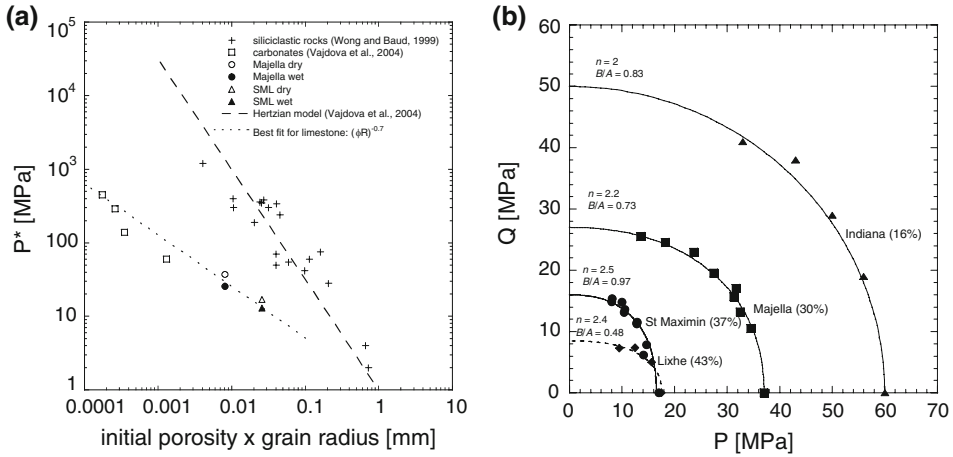 (a)
10^5
10^4
10^3
100
10
1
0.0001
0.001
0.01
0.1
1
10
P* [MPa]
initial porosity x grain radius [mm]
siliciclastic rocks (Wong and Baud, 1999)
carbonates (Vajdova et al., 2004)
Majella dry
Majella wet
SML dry
SML wet
Hertzian model (Vajdova et al., 2004)
Best fit for limestone: (ϕR)^-0.7
(b)
60
50
40
30
20
10
0
0
10
20
30
40
50
60
70
Q [MPa]
P [MPa]
n = 2
B/A = 0.83
n = 2.2
B/A = 0.73
n = 2.5
B/A = 0.97
n = 2.4
B/A = 0.48
Indiana (16%)
Majella (30%)
St Maximin (37%)
Lixhe (43%)